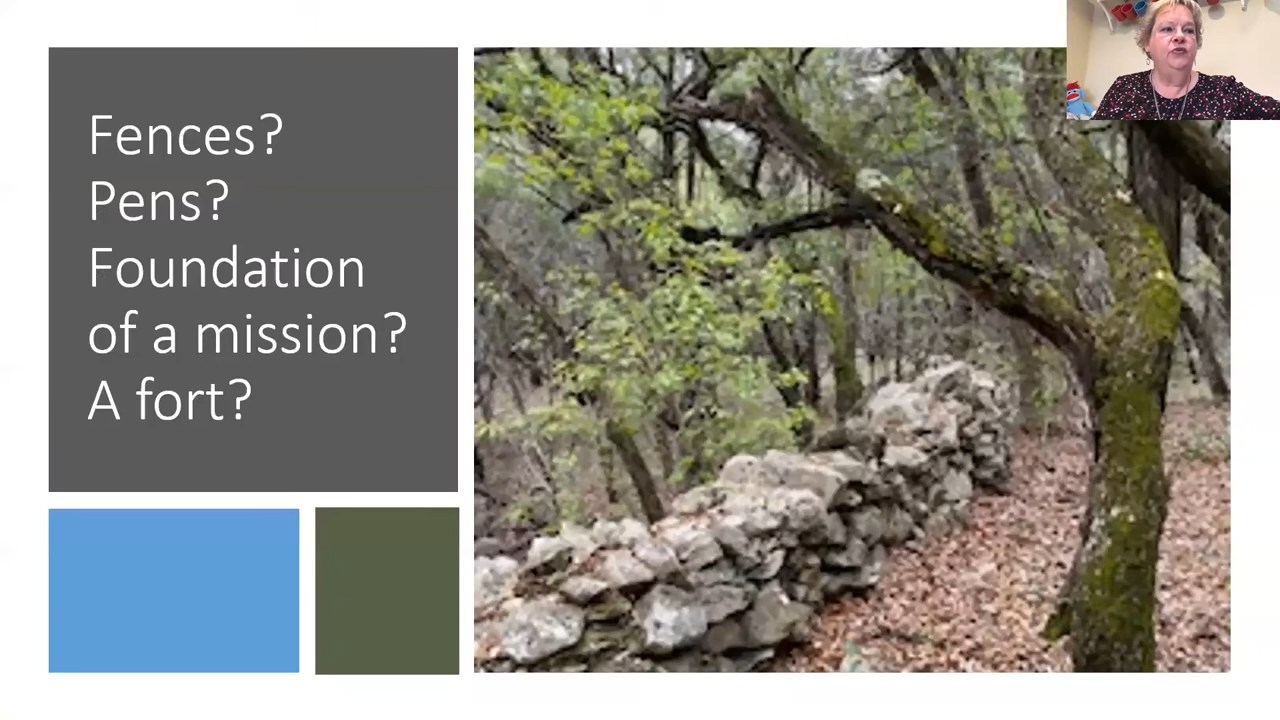 Fences?
Pens?
Foundation
of a mission?
A fort?